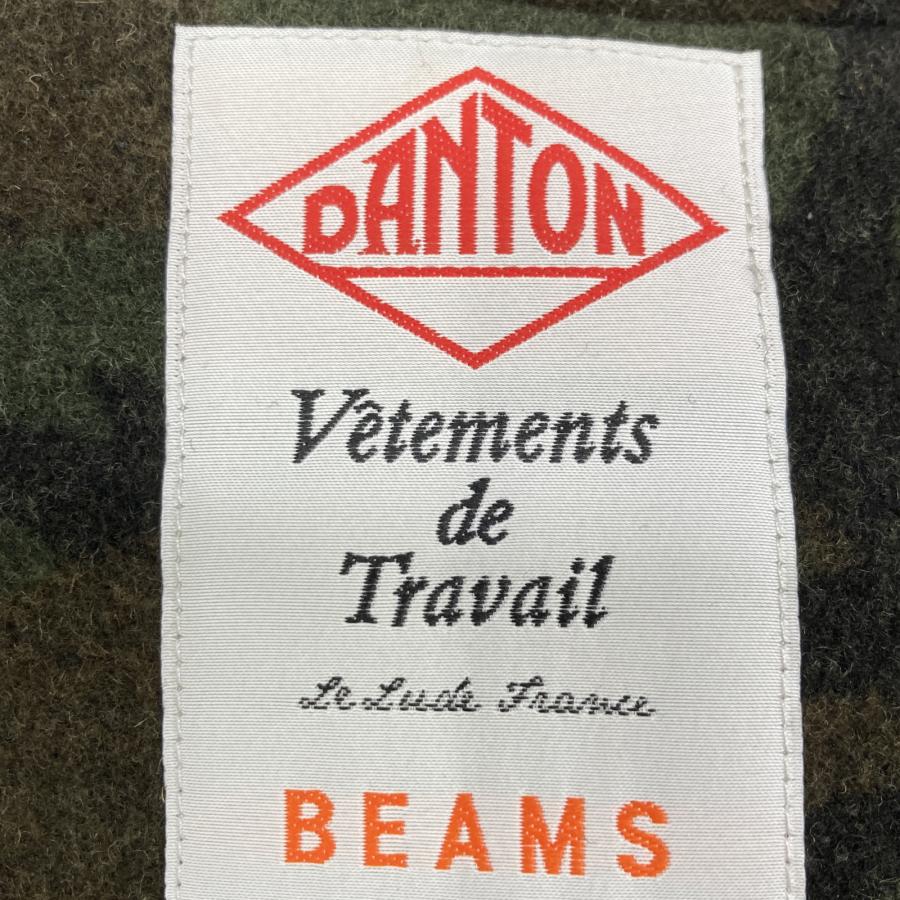 DANTON
Vêtements
de
Travail
Le Lude France
BEAMS